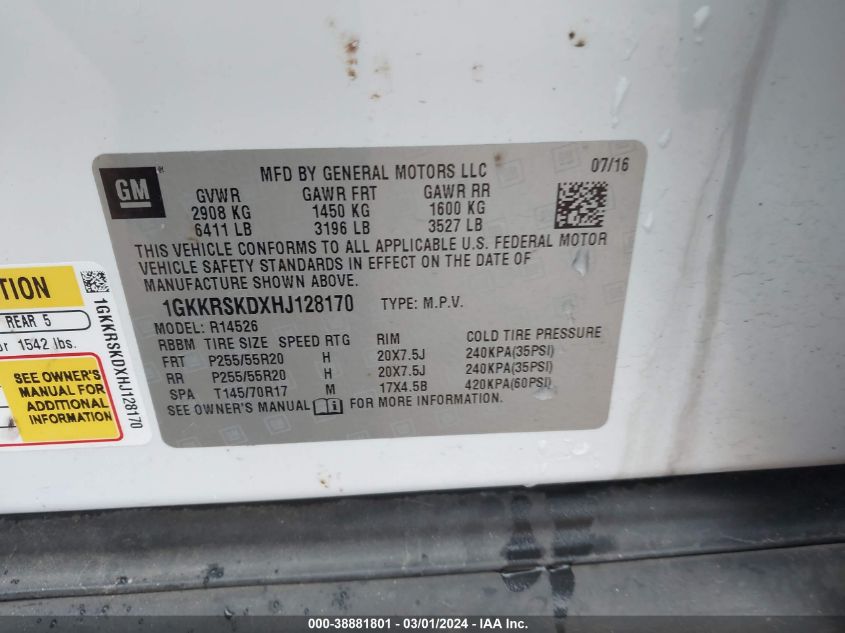 GM
MFD BY GENERAL MOTORS LLC
07/16
GVWR GAWR FRT GAWR RR
2908 KG 1450 KG 1600 KG
6411 LB 3196 LB 3527 LB
THIS VEHICLE CONFORMS TO ALL APPLICABLE U.S. FEDERAL MOTOR
VEHICLE SAFETY STANDARDS IN EFFECT ON THE DATE OF
MANUFACTURE SHOWN ABOVE.
1GKKRSKDXHJ128170 TYPE: M.P.V.
MODEL: R14526
RBBM TIRE SIZE SPEED RTG RIM COLD TIRE PRESSURE
FRT P255/55R20 H 20X7.5J 240KPA(35PSI)
RR P255/55R20 H 20X7.5J 240KPA(35PSI)
SPA T145/70R17 M 17X4.5B 420KPA(60PSI)
SEE OWNER'S MANUAL FOR MORE INFORMATION.
REAR 5
1542 lbs.
SEE OWNER'S
MANUAL FOR
ADDITIONAL
INFORMATION
1GKKRSKDXHJ128170
000-38881801 - 03/01/2024 - IAA Inc.